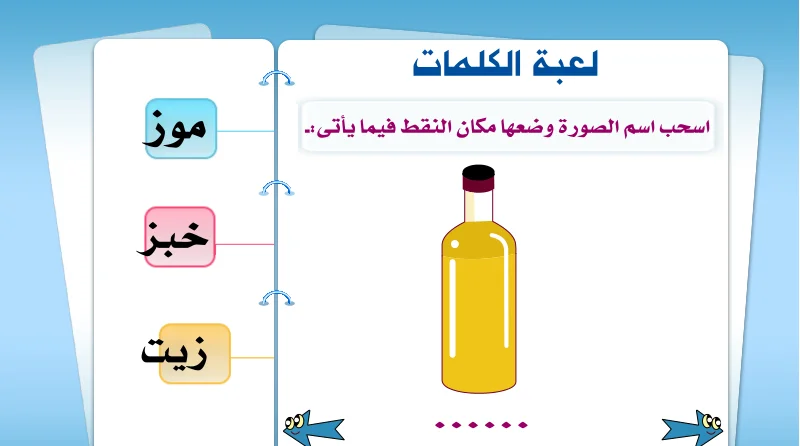 لعبة الكلمات
اسحب اسم الصورة وضعها مكان النقط فيما يأتى :ـ
موز
خبز
زيت
......